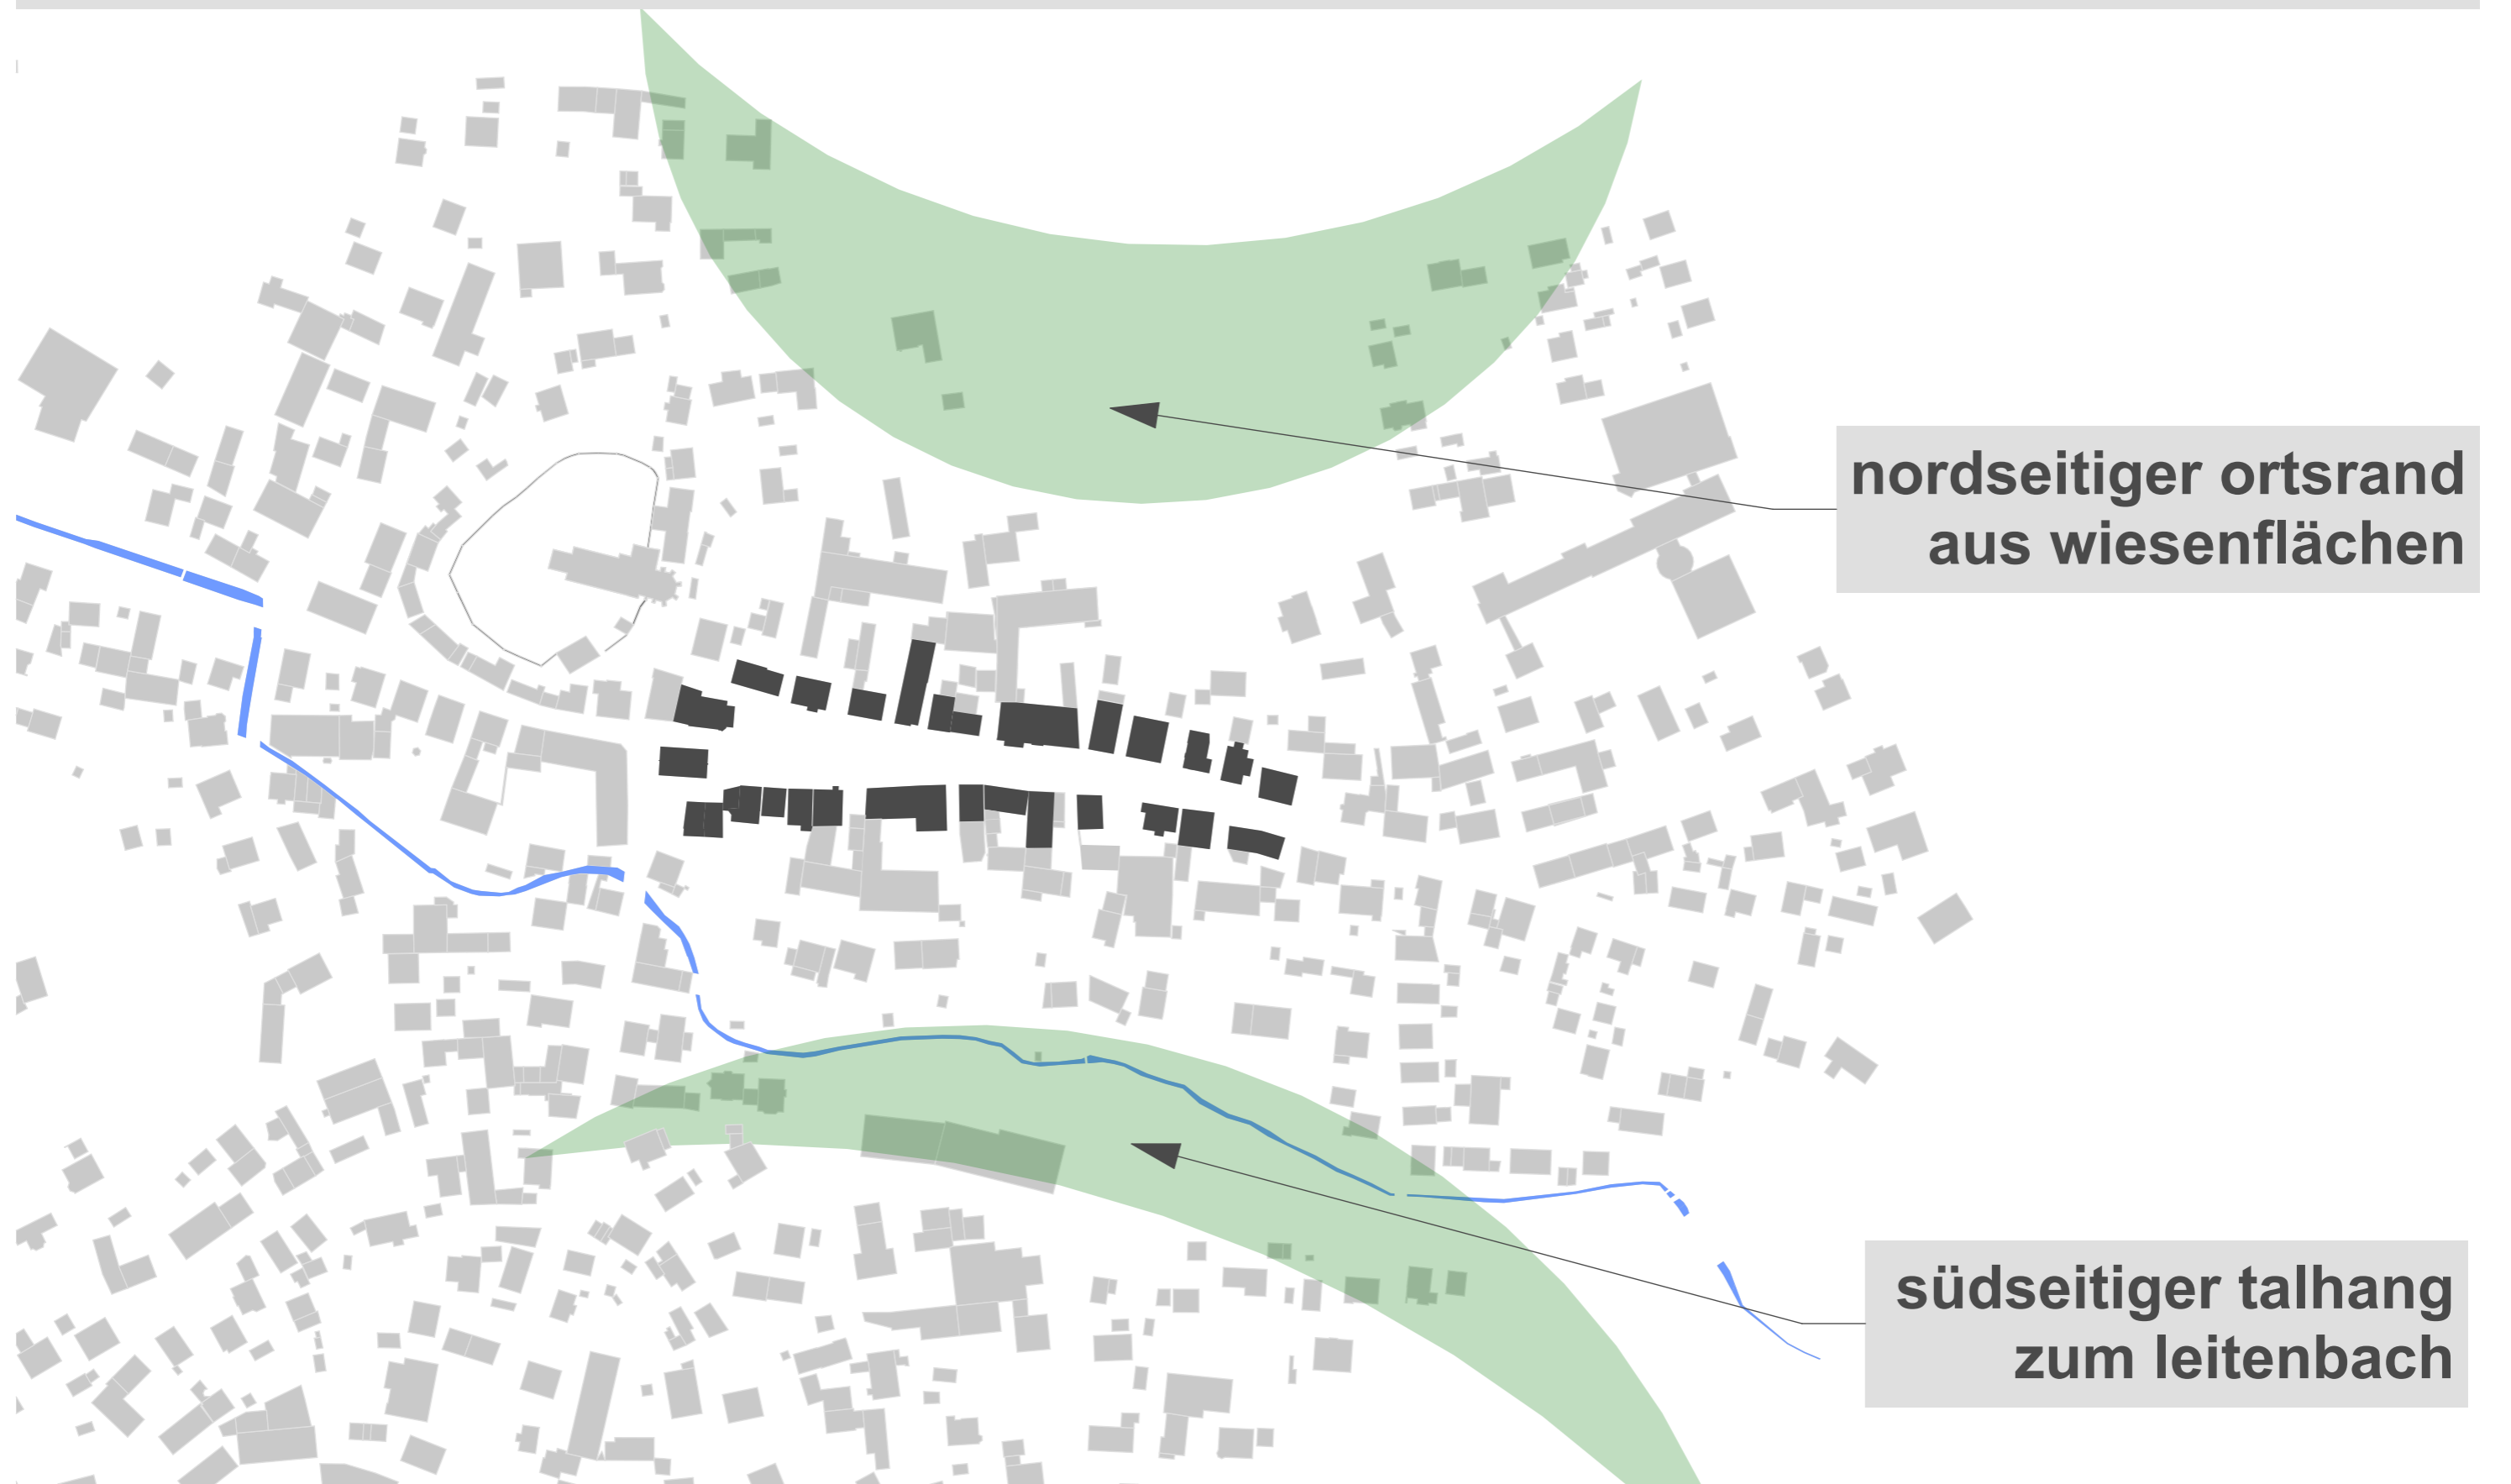 nordseitiger ortsrand
aus wiesenflächen
südseitiger talhang
zum leitenbach